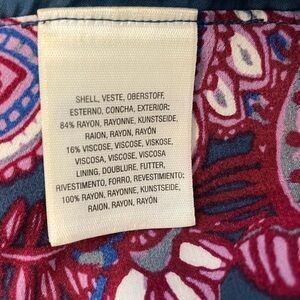 SHELL, VESTE, OBERSTOFF,
ESTERNO, CONCHA, EXTERIOR:
84% RAYON, RAYONNE, KUNSTSEIDE,
RAION, RAYON, RAYÓN
16% VISCOSE, VISCOSE, VISKOSE,
VISCOSA, VISCOSE, VISCOSA
LINING, DOUBLURE, FUTTER,
RIVESTIMENTO, FORRO, REVESTIMIENTO:
100% RAYON, RAYONNE, KUNSTSEIDE,
RAION, RAYON, RAYÓN